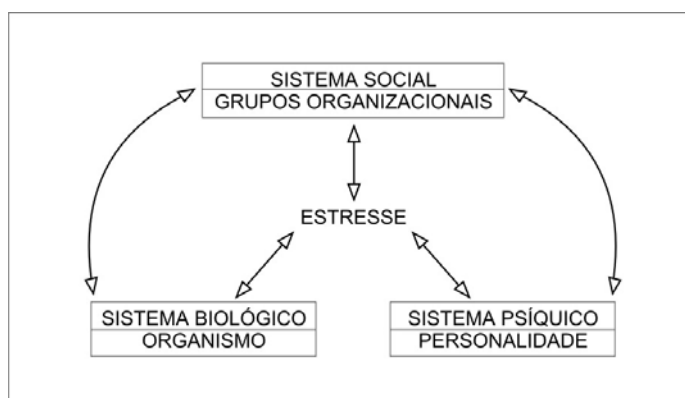 SISTEMA SOCIAL
GRUPOS ORGANIZACIONAIS
ESTRESSE
SISTEMA BIOLÓGICO
ORGANISMO
SISTEMA PSÍQUICO
PERSONALIDADE